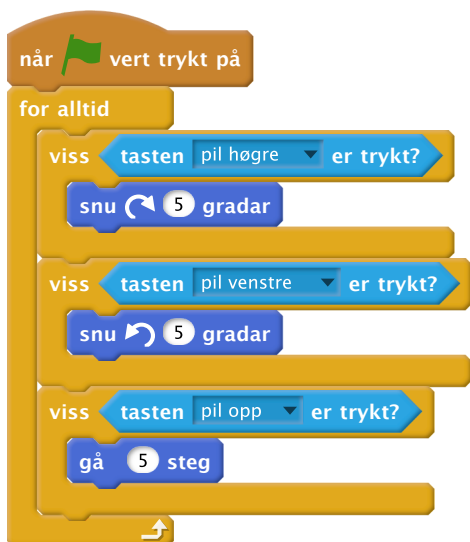 når vert trykt på
for alltid
viss tasten pil høgre er trykt?
snu 5 gradar
viss tasten pil venstre er trykt?
snu 5 gradar
viss tasten pil opp er trykt?
gå 5 steg